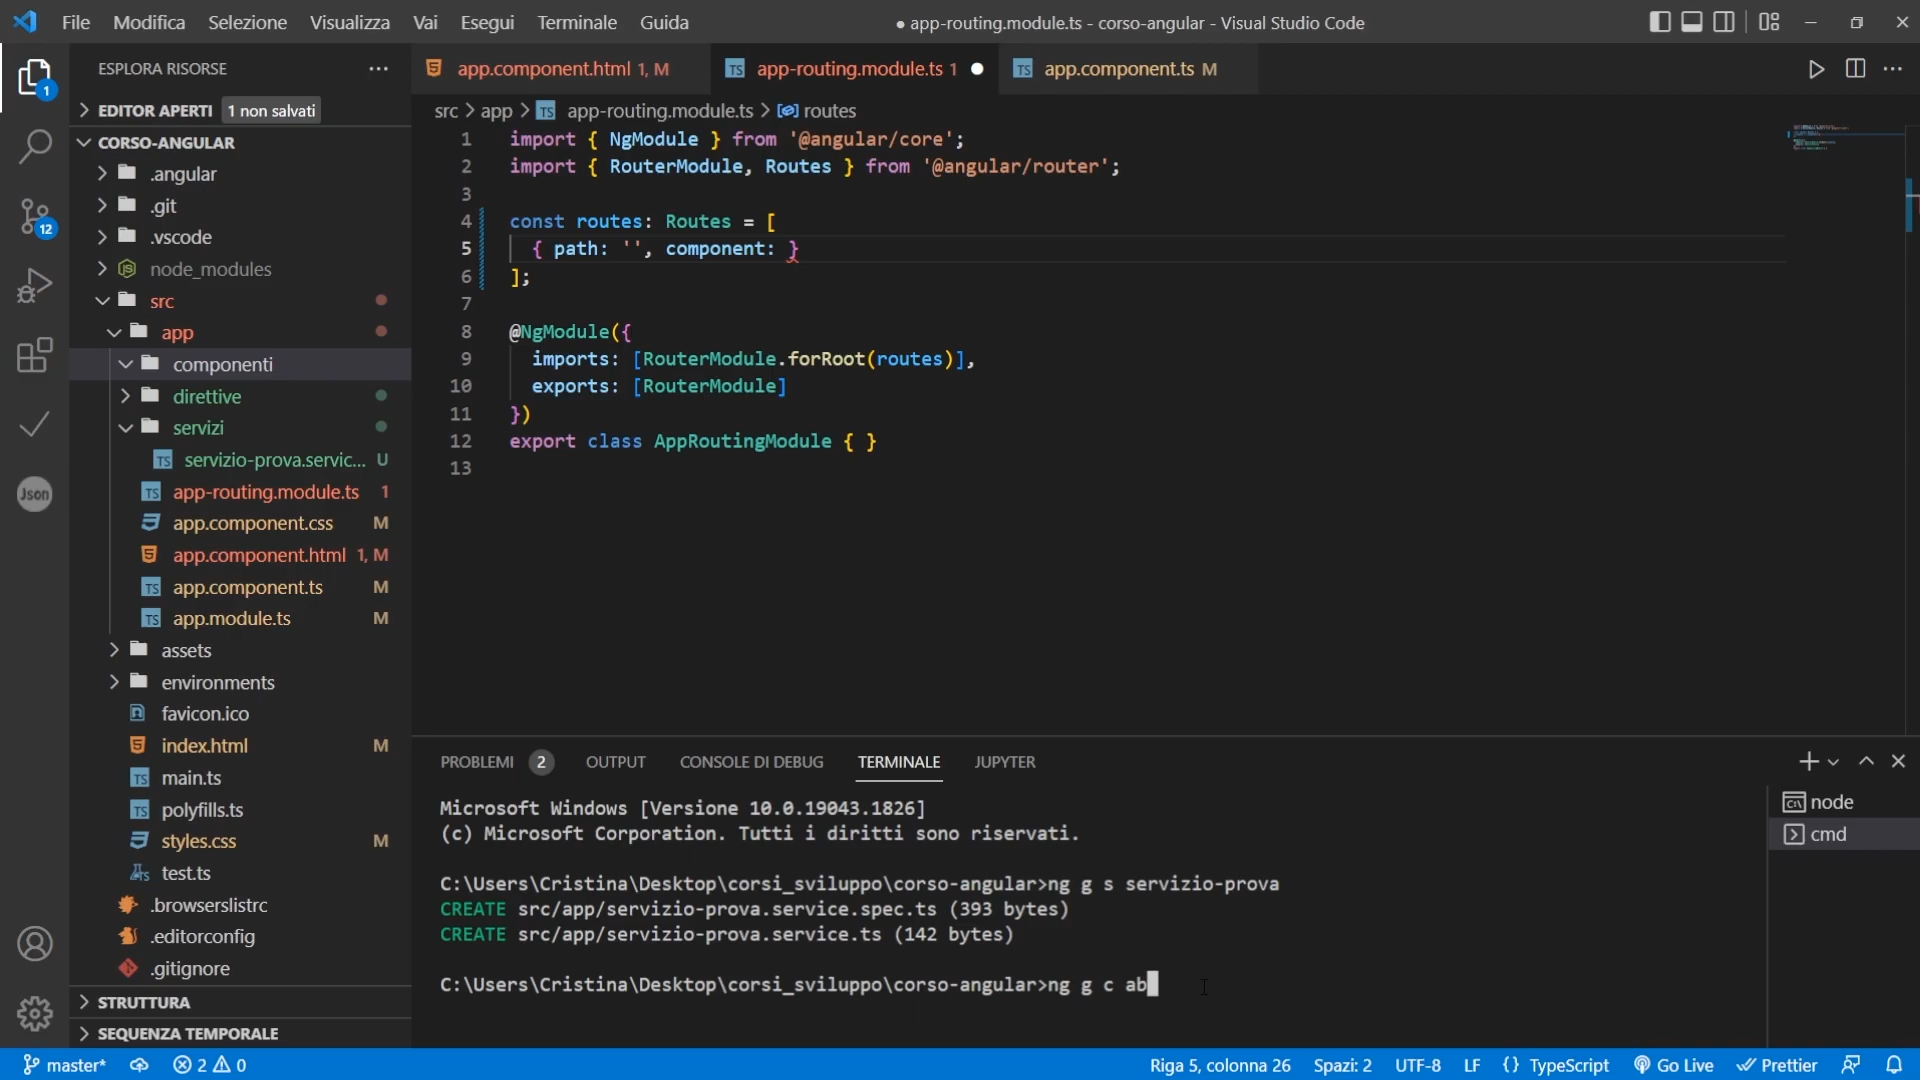 File Modifica Selezione Visualizza Vai Esegui Terminale Guida
● app-routing.module.ts - corso-angular - Visual Studio Code
ESPLORA RISORSE
EDITOR APERTI 1 non salvati
CORSO-ANGULAR
.angular
.git
.vscode
node_modules
src
app
componenti
direttive
servizi
servizio-prova.servic... U
app-routing.module.ts 1
app.component.css M
app.component.html 1, M
app.component.ts M
app.module.ts M
assets
environments
favicon.ico
index.html M
main.ts
polyfills.ts
styles.css M
test.ts
.browserslistrc
.editorconfig
.gitignore
STRUTTURA
SEQUENZA TEMPORALE
1
12
Json
app.component.html 1, M
app-routing.module.ts 1
app.component.ts M
src > app > TS app-routing.module.ts > routes
1 import { NgModule } from '@angular/core';
2 import { RouterModule, Routes } from '@angular/router';
3
4 const routes: Routes = [
5 { path: '', component: }
6 ];
7
8 @NgModule({
9 imports: [RouterModule.forRoot(routes)],
10 exports: [RouterModule]
11 })
12 export class AppRoutingModule { }
13
PROBLEMI 2 OUTPUT CONSOLE DI DEBUG TERMINALE JUPYTER
Microsoft Windows [Versione 10.0.19043.1826]
(c) Microsoft Corporation. Tutti i diritti sono riservati.
C:\Users\Cristina\Desktop\corsi_sviluppo\corso-angular>ng g s servizio-prova
CREATE src/app/servizio-prova.service.spec.ts (393 bytes)
CREATE src/app/servizio-prova.service.ts (142 bytes)
C:\Users\Cristina\Desktop\corsi_sviluppo\corso-angular>ng g c ab
node
cmd
master* 2 0 Riga 5, colonna 26 Spazi: 2 UTF-8 LF {} TypeScript Go Live Prettier